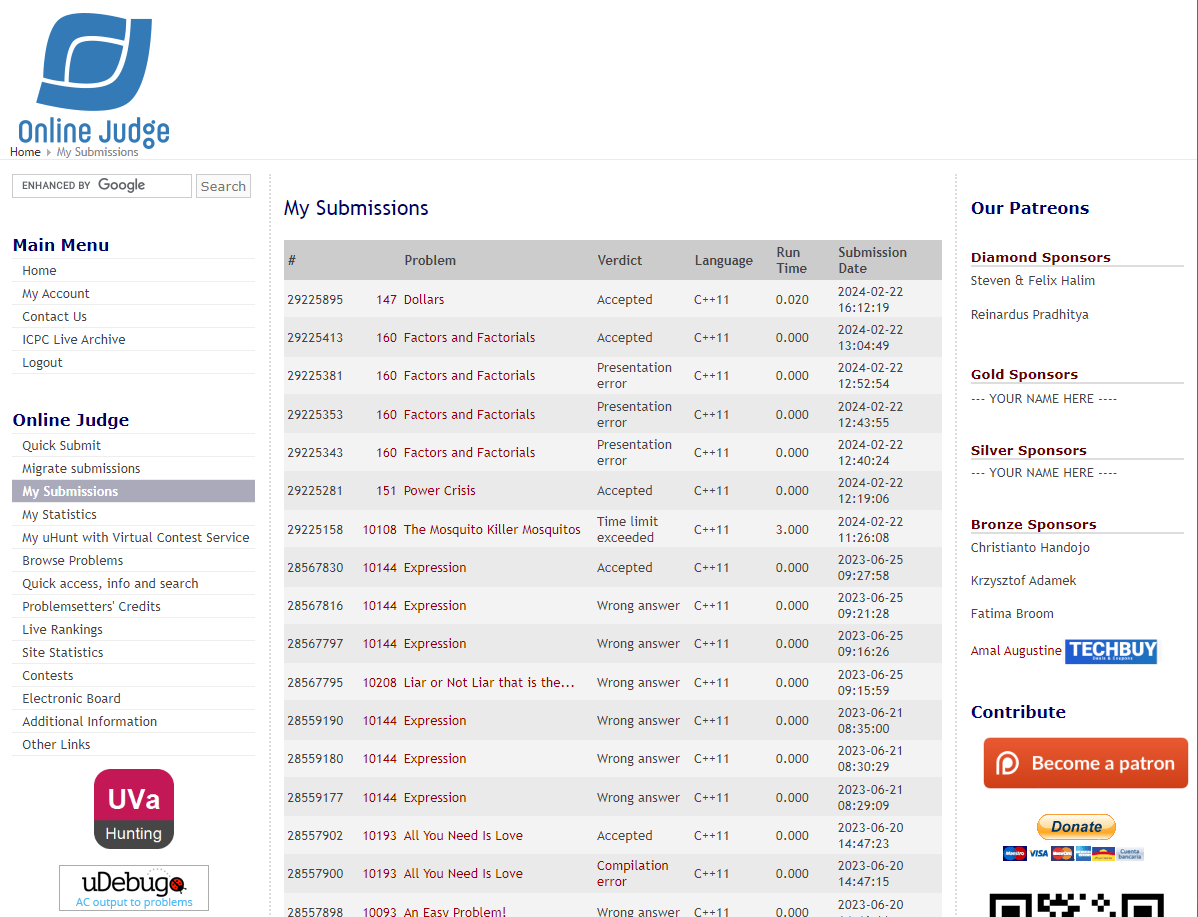 Online Judge
Home My Submissions
ENHANCED BY Google Search
Main Menu
Home
My Account
Contact Us
ICPC Live Archive
Logout
Online Judge
Quick Submit
Migrate submissions
My Submissions
My Statistics
My uHunt with Virtual Contest Service
Browse Problems
Quick access, info and search
Problemsetters' Credits
Live Rankings
Site Statistics
Contests
Electronic Board
Additional Information
Other Links
UVa
Hunting
uDebug
AC output to problems
My Submissions
# Problem Verdict Language Run Time Submission Date
29225895 147 Dollars Accepted C++11 0.020 2024-02-22 16:12:19
29225413 160 Factors and Factorials Accepted C++11 0.000 2024-02-22 13:04:49
29225381 160 Factors and Factorials Presentation error C++11 0.000 2024-02-22 12:52:54
29225353 160 Factors and Factorials Presentation error C++11 0.000 2024-02-22 12:43:55
29225343 160 Factors and Factorials Presentation error C++11 0.000 2024-02-22 12:40:24
29225281 151 Power Crisis Accepted C++11 0.000 2024-02-22 12:19:06
29225158 10108 The Mosquito Killer Mosquitos Time limit exceeded C++11 3.000 2024-02-22 11:26:08
28567830 10144 Expression Accepted C++11 0.000 2023-06-25 09:27:58
28567816 10144 Expression Wrong answer C++11 0.000 2023-06-25 09:21:28
28567797 10144 Expression Wrong answer C++11 0.000 2023-06-25 09:16:26
28567795 10208 Liar or Not Liar that is the... Wrong answer C++11 0.000 2023-06-25 09:15:59
28559190 10144 Expression Wrong answer C++11 0.000 2023-06-21 08:35:00
28559180 10144 Expression Wrong answer C++11 0.000 2023-06-21 08:30:29
28559177 10144 Expression Wrong answer C++11 0.000 2023-06-21 08:29:09
28557902 10193 All You Need Is Love Accepted C++11 0.000 2023-06-20 14:47:23
28557900 10193 All You Need Is Love Compilation error C++11 0.000 2023-06-20 14:47:15
28557898 10093 An Easy Problem! Wrong answer C++11 0.000 2023-06-20
Our Patreons
Diamond Sponsors
Steven & Felix Halim
Reinardus Pradhitya
Gold Sponsors
--- YOUR NAME HERE ----
Silver Sponsors
--- YOUR NAME HERE ----
Bronze Sponsors
Christianto Handojo
Krzysztof Adamek
Fatima Broom
Amal Augustine TECHBUY
Contribute
Become a patron
Donate
Maestro VISA
Cuenta bancaria